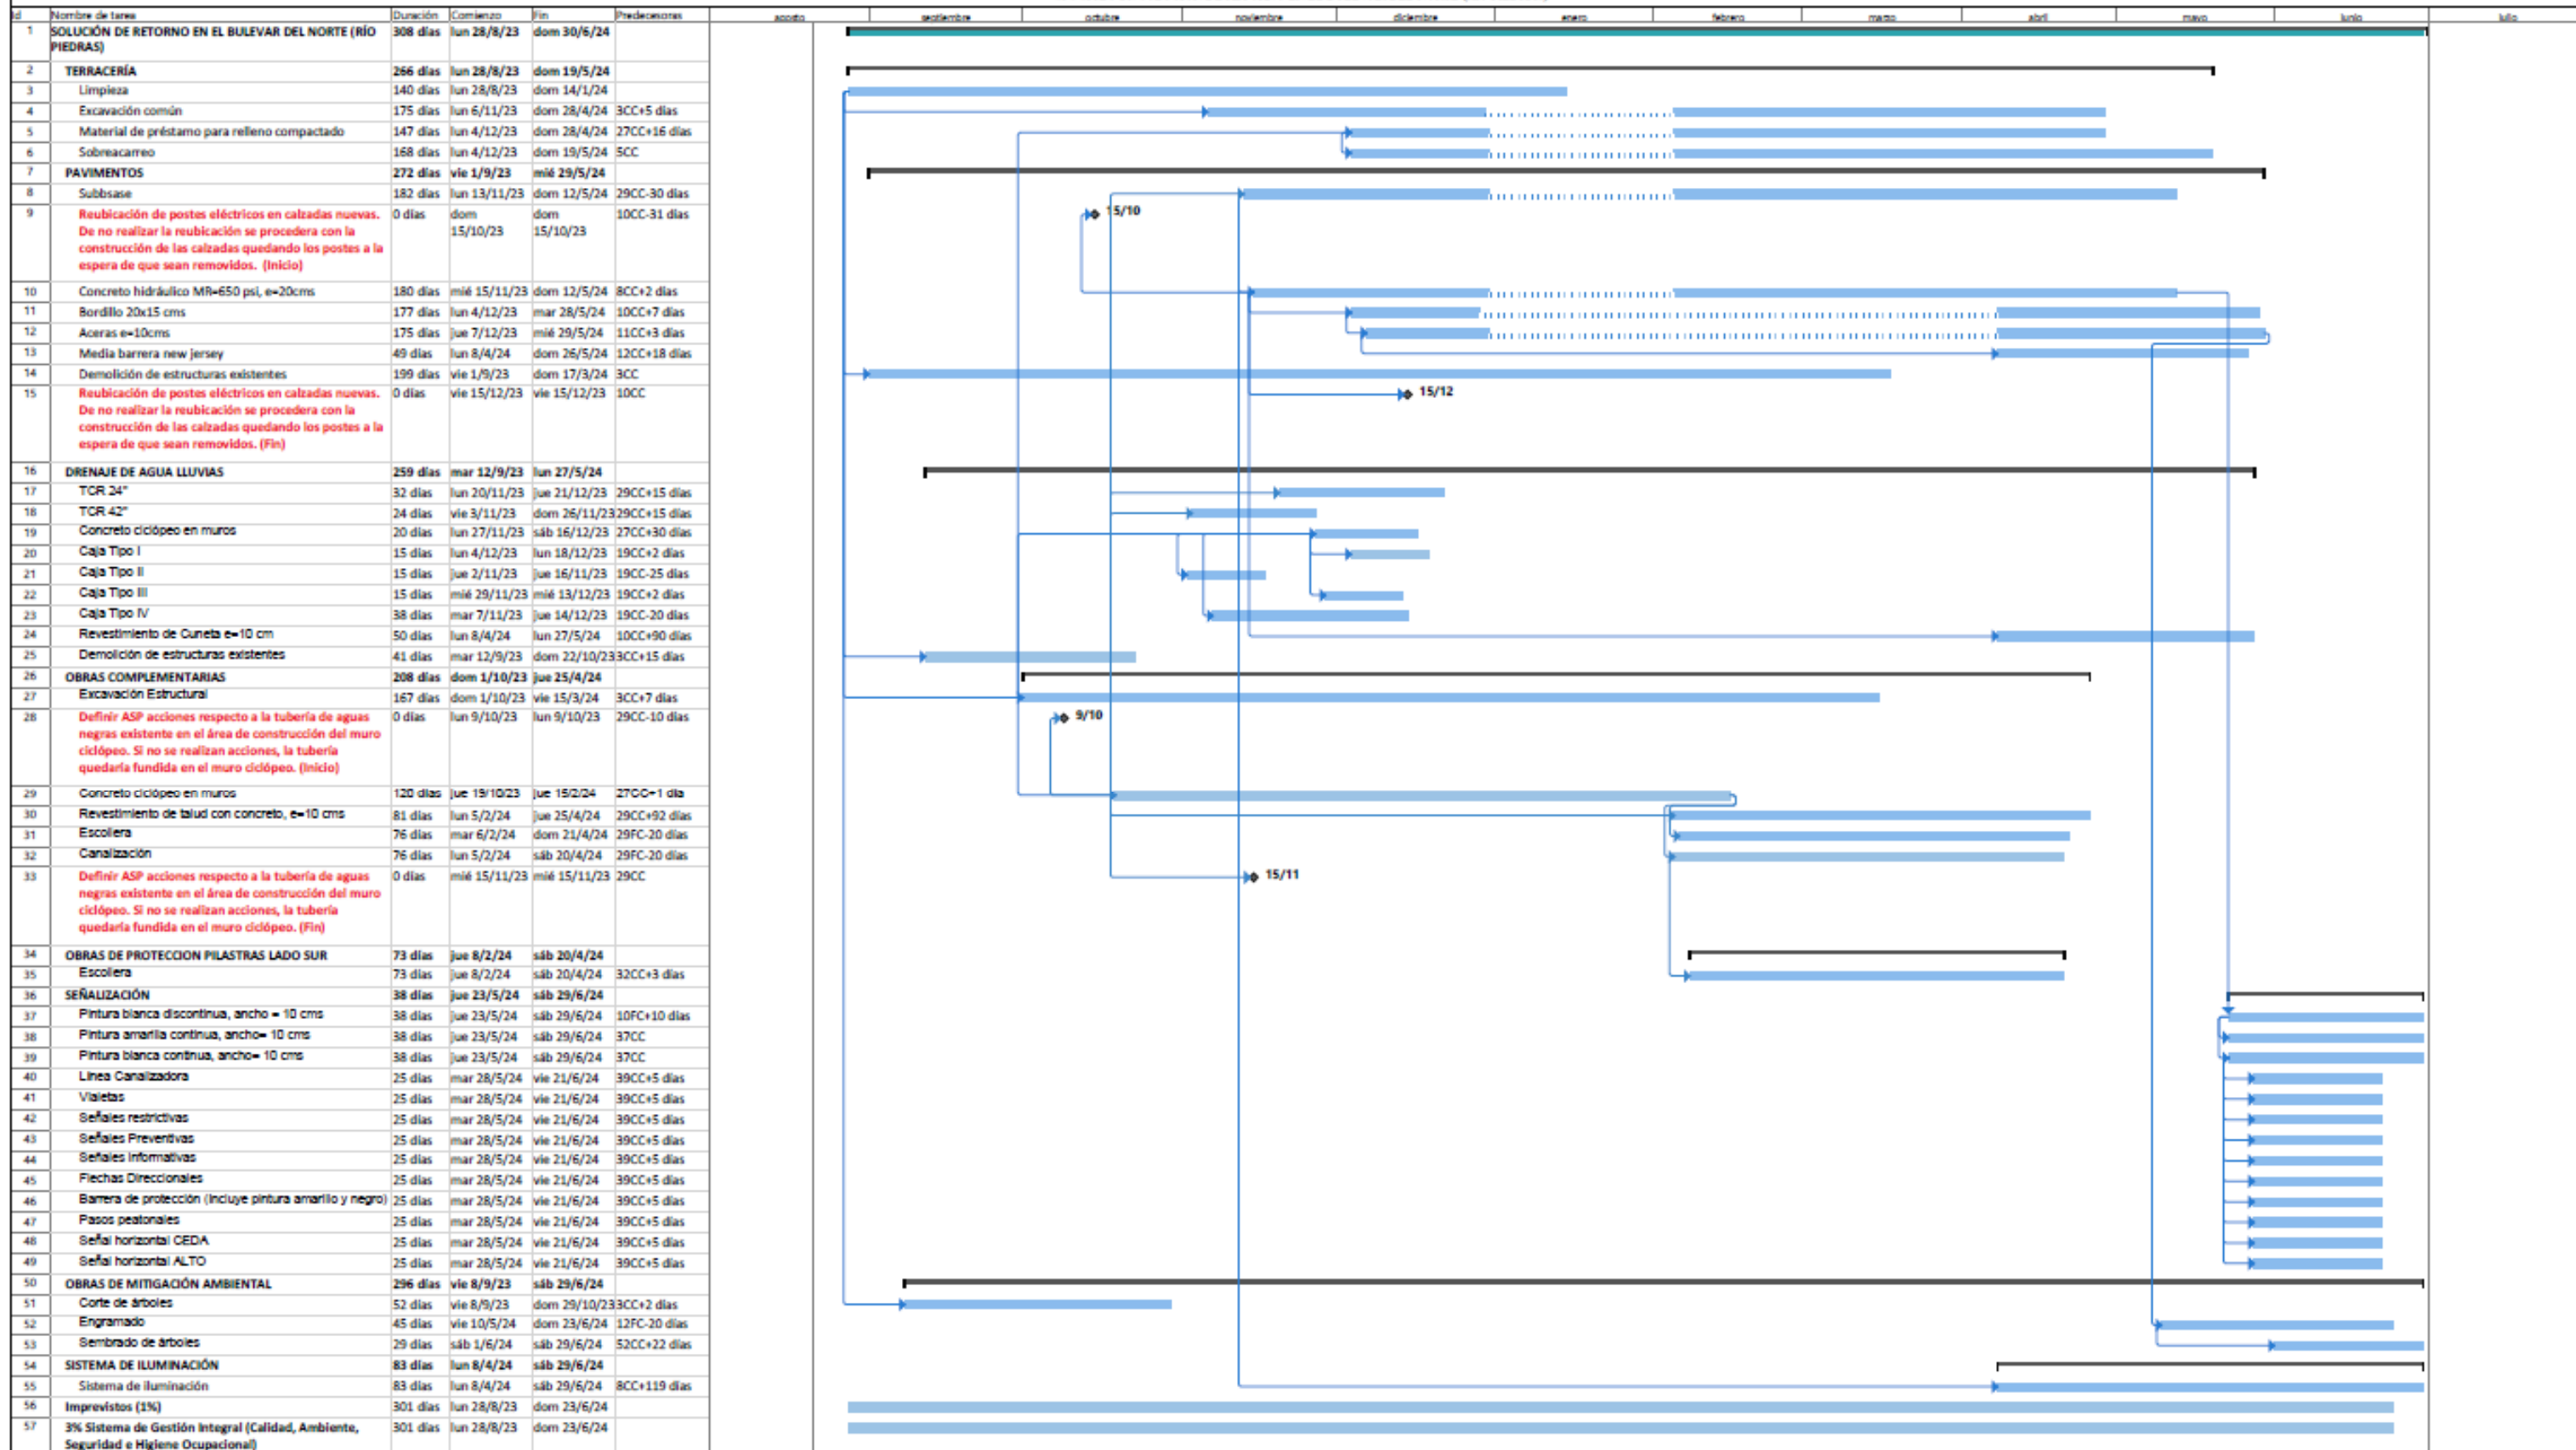 Id Nombre de tarea Duración Comienzo Fin Predecesoras agosto septiembre octubre noviembre diciembre enero febrero marzo abril mayo junio julio
1 SOLUCIÓN DE RETORNO EN EL BULEVAR DEL NORTE (RÍO 308 días lun 28/8/23 dom 30/6/24
PIEDRAS)
2 TERRACERÍA 266 días lun 28/8/23 dom 19/5/24
3 Limpieza 140 días lun 28/8/23 dom 14/1/24
4 Excavación común 175 días lun 6/11/23 dom 28/4/24 3CC+5 días
5 Material de préstamo para relleno compactado 147 días lun 4/12/23 dom 28/4/24 27CC+16 días
6 Sobreacarreo 168 días lun 4/12/23 dom 19/5/24 5CC
7 PAVIMENTOS 272 días vie 1/9/23 mié 29/5/24
8 Subbsase 182 días lun 13/11/23 dom 12/5/24 29CC-30 días
9 Reubicación de postes eléctricos en calzadas nuevas. 0 días dom dom 10CC-31 días 15/10
De no realizar la reubicación se procedera con la 15/10/23 15/10/23
construcción de las calzadas quedando los postes a la
espera de que sean removidos. (Inicio)
10 Concreto hidráulico MR=650 psi, e=20cms 180 días mié 15/11/23 dom 12/5/24 8CC+2 días
11 Bordillo 20x15 cms 177 días lun 4/12/23 mar 28/5/24 10CC+7 días
12 Aceras e=10cms 175 días jue 7/12/23 mié 29/5/24 11CC+3 días
13 Media barrera new jersey 49 días lun 8/4/24 dom 26/5/24 12CC+18 días
14 Demolición de estructuras existentes 199 días vie 1/9/23 dom 17/3/24 3CC
15 Reubicación de postes eléctricos en calzadas nuevas. 0 días vie 15/12/23 vie 15/12/23 10CC 15/12
De no realizar la reubicación se procedera con la
construcción de las calzadas quedando los postes a la
espera de que sean removidos. (Fin)
16 DRENAJE DE AGUA LLUVIAS 259 días mar 12/9/23 lun 27/5/24
17 TCR 24" 32 días lun 20/11/23 jue 21/12/23 29CC+15 días
18 TCR 42" 24 días vie 3/11/23 dom 26/11/23 29CC+15 días
19 Concreto ciclópeo en muros 20 días lun 27/11/23 sáb 16/12/23 27CC+30 días
20 Caja Tipo I 15 días lun 4/12/23 lun 18/12/23 19CC+2 días
21 Caja Tipo II 15 días jue 2/11/23 jue 16/11/23 19CC-25 días
22 Caja Tipo III 15 días mié 29/11/23 mié 13/12/23 19CC+2 días
23 Caja Tipo IV 38 días mar 7/11/23 jue 14/12/23 19CC-20 días
24 Revestimiento de Cuneta e=10 cm 50 días lun 8/4/24 lun 27/5/24 10CC+90 días
25 Demolición de estructuras existentes 41 días mar 12/9/23 dom 22/10/23 3CC+15 días
26 OBRAS COMPLEMENTARIAS 208 días dom 1/10/23 jue 25/4/24
27 Excavación Estructural 167 días dom 1/10/23 vie 15/3/24 3CC+7 días
28 Definir ASP acciones respecto a la tubería de aguas 0 días lun 9/10/23 lun 9/10/23 29CC-10 días 9/10
negras existente en el área de construcción del muro
ciclópeo. Si no se realizan acciones, la tubería
quedaría fundida en el muro ciclópeo. (Inicio)
29 Concreto ciclópeo en muros 120 días jue 19/10/23 jue 15/2/24 27CC+1 día
30 Revestimiento de talud con concreto, e=10 cms 81 días lun 5/2/24 jue 25/4/24 29CC+92 días
31 Escollera 76 días mar 6/2/24 dom 21/4/24 29FC-20 días
32 Canalización 76 días lun 5/2/24 sáb 20/4/24 29FC-20 días
33 Definir ASP acciones respecto a la tubería de aguas 0 días mié 15/11/23 mié 15/11/23 29CC 15/11
negras existente en el área de construcción del muro
ciclópeo. Si no se realizan acciones, la tubería
quedaría fundida en el muro ciclópeo. (Fin)
34 OBRAS DE PROTECCION PILASTRAS LADO SUR 73 días jue 8/2/24 sáb 20/4/24
35 Escollera 73 días jue 8/2/24 sáb 20/4/24 32CC+3 días
36 SEÑALIZACIÓN 38 días jue 23/5/24 sáb 29/6/24
37 Pintura blanca discontinua, ancho = 10 cms 38 días jue 23/5/24 sáb 29/6/24 10FC+10 días
38 Pintura amarilla continua, ancho= 10 cms 38 días jue 23/5/24 sáb 29/6/24 37CC
39 Pintura blanca continua, ancho= 10 cms 38 días jue 23/5/24 sáb 29/6/24 37CC
40 Línea Canalizadora 25 días mar 28/5/24 vie 21/6/24 39CC+5 días
41 Vialetas 25 días mar 28/5/24 vie 21/6/24 39CC+5 días
42 Señales restrictivas 25 días mar 28/5/24 vie 21/6/24 39CC+5 días
43 Señales Preventivas 25 días mar 28/5/24 vie 21/6/24 39CC+5 días
44 Señales Informativas 25 días mar 28/5/24 vie 21/6/24 39CC+5 días
45 Flechas Direccionales 25 días mar 28/5/24 vie 21/6/24 39CC+5 días
46 Barrera de protección (Incluye pintura amarillo y negro) 25 días mar 28/5/24 vie 21/6/24 39CC+5 días
47 Pasos peatonales 25 días mar 28/5/24 vie 21/6/24 39CC+5 días
48 Señal horizontal CEDA 25 días mar 28/5/24 vie 21/6/24 39CC+5 días
49 Señal horizontal ALTO 25 días mar 28/5/24 vie 21/6/24 39CC+5 días
50 OBRAS DE MITIGACIÓN AMBIENTAL 296 días vie 8/9/23 sáb 29/6/24
51 Corte de árboles 52 días vie 8/9/23 dom 29/10/23 3CC+2 días
52 Engramado 45 días vie 10/5/24 dom 23/6/24 12FC-20 días
53 Sembrado de árboles 29 días sáb 1/6/24 sáb 29/6/24 52CC+22 días
54 SISTEMA DE ILUMINACIÓN 83 días lun 8/4/24 sáb 29/6/24
55 Sistema de iluminación 83 días lun 8/4/24 sáb 29/6/24 8CC+119 días
56 Imprevistos (1%) 301 días lun 28/8/23 dom 23/6/24
57 3% Sistema de Gestión Integral (Calidad, Ambiente, 301 días lun 28/8/23 dom 23/6/24
Seguridad e Higiene Ocupacional)